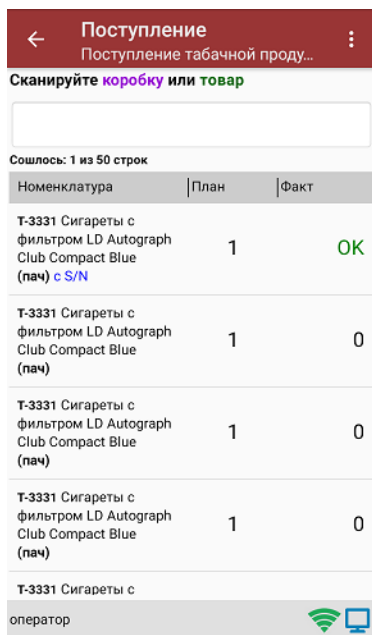 Поступление
Поступление табачной проду...
Сканируйте коробку или товар
Сошлось: 1 из 50 строк
Номенклатура План Факт
Т-3331 Сигареты с
фильтром LD Autograph
Club Compact Blue
(пач) с S/N
1 OK
Т-3331 Сигареты с
фильтром LD Autograph
Club Compact Blue
(пач)
1 0
Т-3331 Сигареты с
фильтром LD Autograph
Club Compact Blue
(пач)
1 0
Т-3331 Сигареты с
фильтром LD Autograph
Club Compact Blue
(пач)
1 0
Т-3331 Сигареты с
оператор